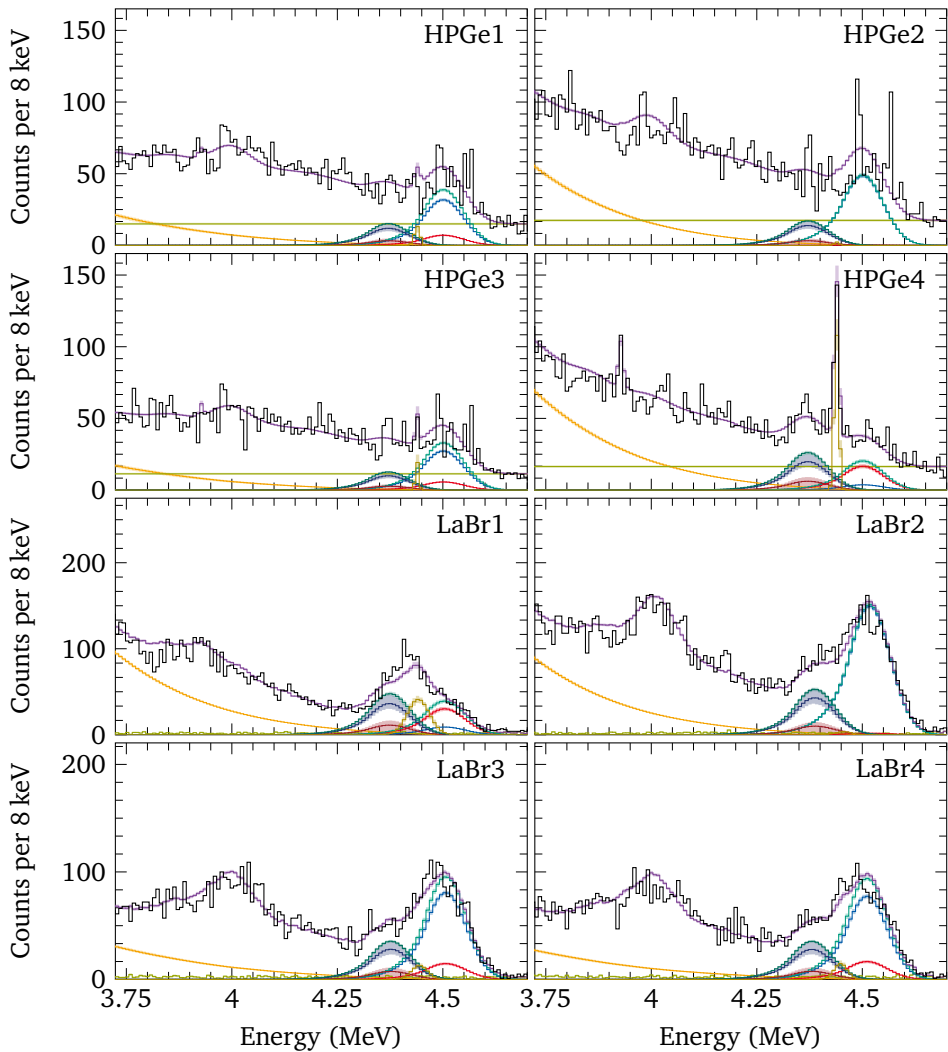 HPGe1
HPGe2
150
100
50
0
Counts per 8 keV
HPGe3
HPGe4
150
100
50
0
Counts per 8 keV
LaBr1
LaBr2
200
100
0
Counts per 8 keV
LaBr3
LaBr4
200
100
0
Counts per 8 keV
3.75 4 4.25 4.5
3.75 4 4.25 4.5
Energy (MeV)
Energy (MeV)